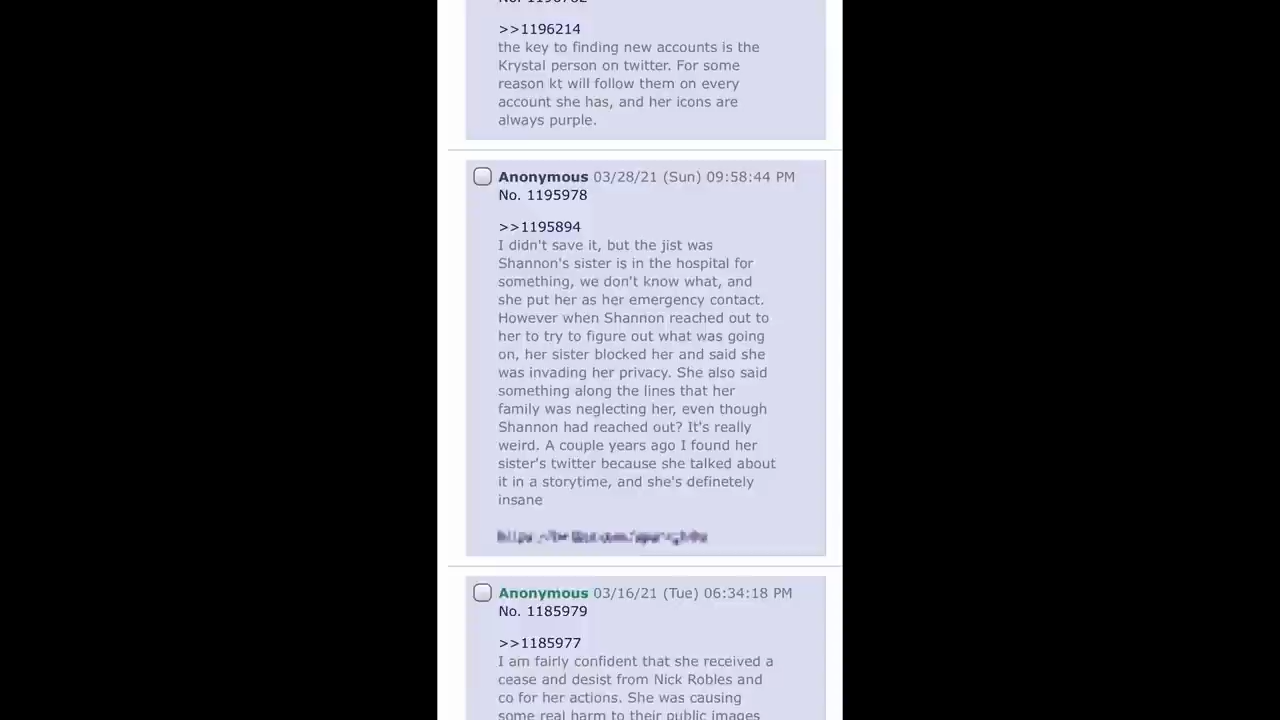 >>1196214
the key to finding new accounts is the
Krystal person on twitter. For some
reason kt will follow them on every
account she has, and her icons are
always purple.
Anonymous 03/28/21 (Sun) 09:58:44 PM
No. 1195978
>>1195894
I didn't save it, but the jist was
Shannon's sister is in the hospital for
something, we don't know what, and
she put her as her emergency contact.
However when Shannon reached out to
her to try to figure out what was going
on, her sister blocked her and said she
was invading her privacy. She also said
something along the lines that her
family was neglecting her, even though
Shannon had reached out? It's really
weird. A couple years ago I found her
sister's twitter because she talked about
it in a storytime, and she's definetely
insane
Anonymous 03/16/21 (Tue) 06:34:18 PM
No. 1185979
>>1185977
I am fairly confident that she received a
cease and desist from Nick Robles and
co for her actions. She was causing
some real harm to their public images